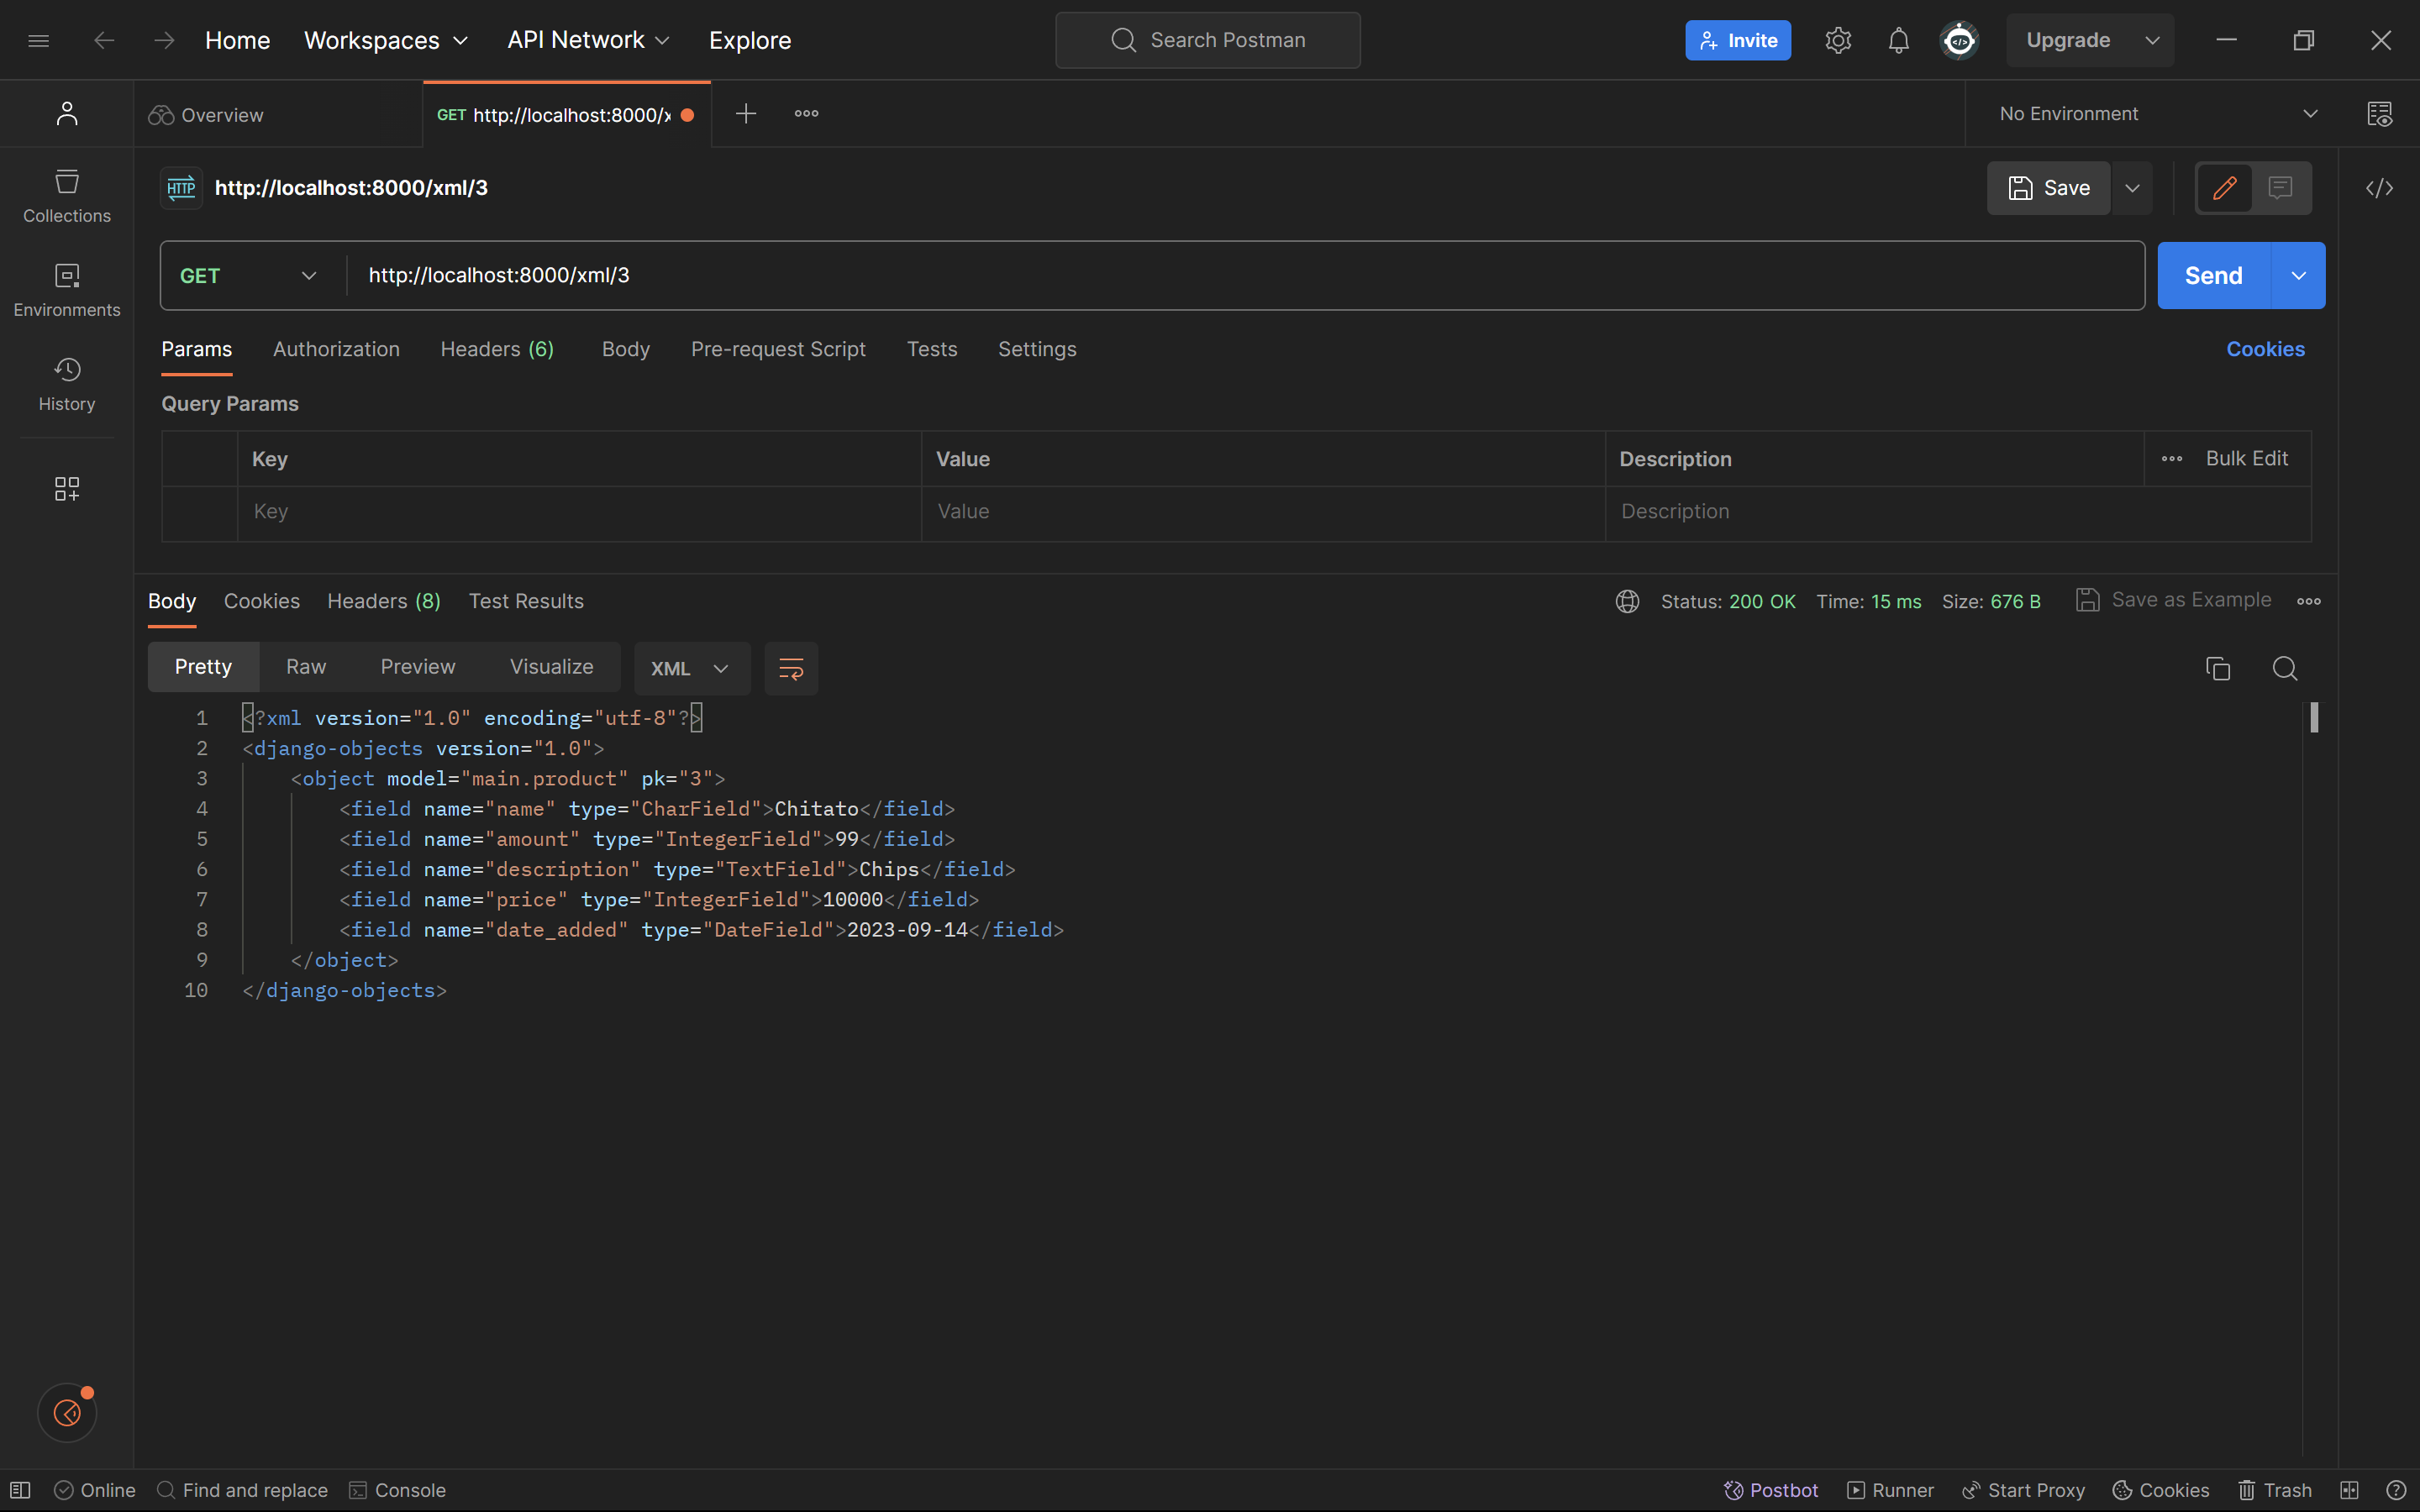 Home Workspaces API Network Explore Search Postman Invite Upgrade
Overview GET http://localhost:8000/x No Environment
HTTP http://localhost:8000/xml/3 Save
Collections
GET http://localhost:8000/xml/3 Send
Environments
Params Authorization Headers (6) Body Pre-request Script Tests Settings Cookies
History
Query Params
Key Value Description Bulk Edit
Key Value Description
Body Cookies Headers (8) Test Results Status: 200 OK Time: 15 ms Size: 676 B Save as Example
Pretty Raw Preview Visualize XML
1 <?xml version="1.0" encoding="utf-8"?>
2 <django-objects version="1.0">
3 <object model="main.product" pk="3">
4 <field name="name" type="CharField">Chitato</field>
5 <field name="amount" type="IntegerField">99</field>
6 <field name="description" type="TextField">Chips</field>
7 <field name="price" type="IntegerField">10000</field>
8 <field name="date_added" type="DateField">2023-09-14</field>
9 </object>
10 </django-objects>
Online Find and replace Console Postbot Runner Start Proxy Cookies Trash